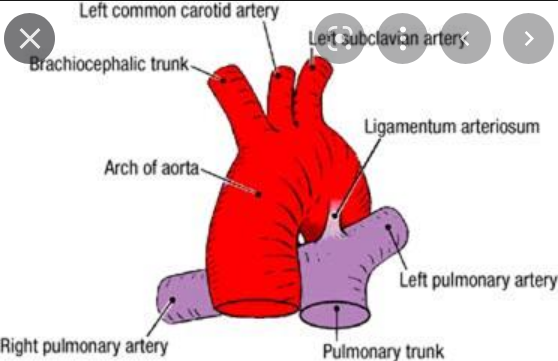 Left common carotid artery
Left subclavian artery
Brachiocephalic trunk
Ligamentum arteriosum
Arch of aorta
Left pulmonary artery
Right pulmonary artery
Pulmonary trunk